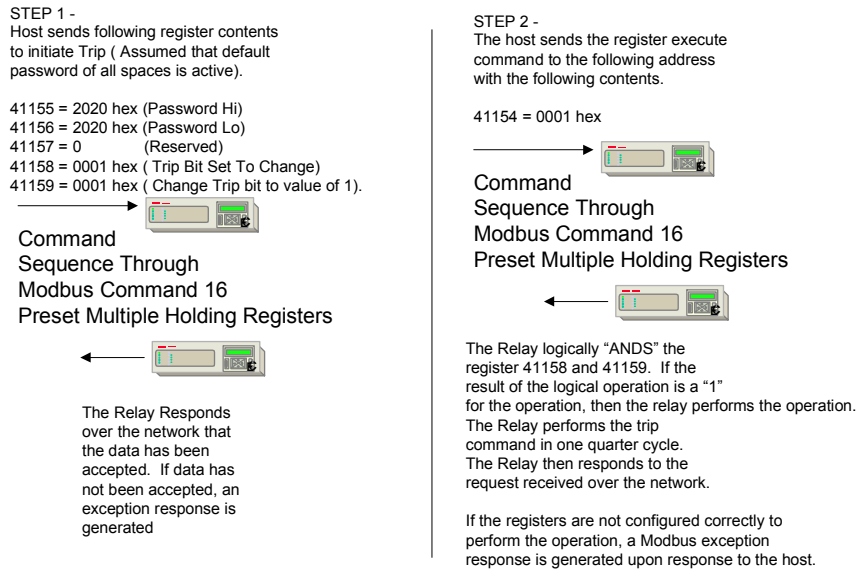 STEP 1 -
Host sends following register contents
to initiate Trip ( Assumed that default
password of all spaces is active).
41155 = 2020 hex (Password Hi)
41156 = 2020 hex (Password Lo)
41157 = 0 (Reserved)
41158 = 0001 hex ( Trip Bit Set To Change)
41159 = 0001 hex ( Change Trip bit to value of 1).
Command
Sequence Through
Modbus Command 16
Preset Multiple Holding Registers
The Relay Responds
over the network that
the data has been
accepted. If data has
not been accepted, an
exception response is
generated
STEP 2 -
The host sends the register execute
command to the following address
with the following contents.
41154 = 0001 hex
Command
Sequence Through
Modbus Command 16
Preset Multiple Holding Registers
The Relay logically “ANDS” the
register 41158 and 41159. If the
result of the logical operation is a “1”
for the operation, then the relay performs the operation.
The Relay performs the trip
command in one quarter cycle.
The Relay then responds to the
request received over the network.
If the registers are not configured correctly to
perform the operation, a Modbus exception
response is generated upon response to the host.